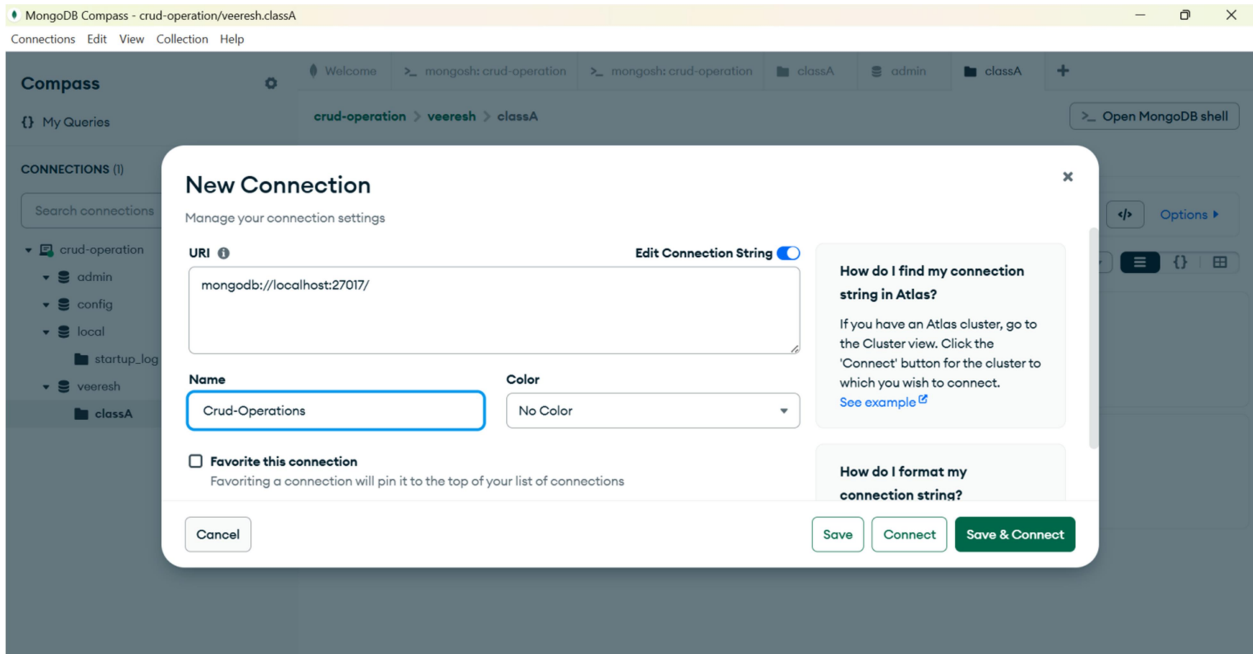 MongoDB Compass - crud-operation/veeresh.classA
Connections Edit View Collection Help
Compass
Welcome
>_ mongosh: crud-operation
>_ mongosh: crud-operation
classA
admin
classA
{} My Queries
crud-operation > veeresh > classA
>_ Open MongoDB shell
CONNECTIONS (1)
Search connections
crud-operation
admin
config
local
startup_log
veeresh
classA
</> Options
{}
New Connection
Manage your connection settings
URI
Edit Connection String
mongodb://localhost:27017/
Name
Color
Crud-Operations
No Color
Favorite this connection
Favoriting a connection will pin it to the top of your list of connections
How do I find my connection
string in Atlas?
If you have an Atlas cluster, go to
the Cluster view. Click the
'Connect' button for the cluster to
which you wish to connect.
See example
How do I format my
connection string?
Cancel
Save
Connect
Save & Connect